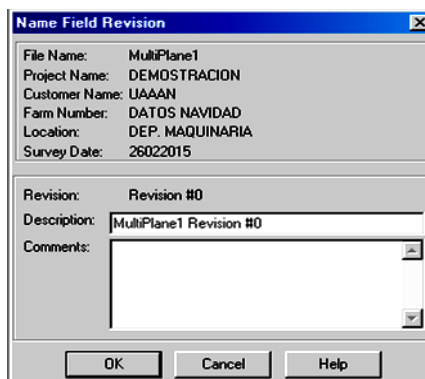 Name Field Revision
File Name: MultiPlane1
Project Name: DEMOSTRACION
Customer Name: UAAAN
Farm Number: DATOS NAVIDAD
Location: DEP. MAQUINARIA
Survey Date: 26022015
Revision: Revision #0
Description: MultiPlane1 Revision #0
Comments:
OK Cancel Help